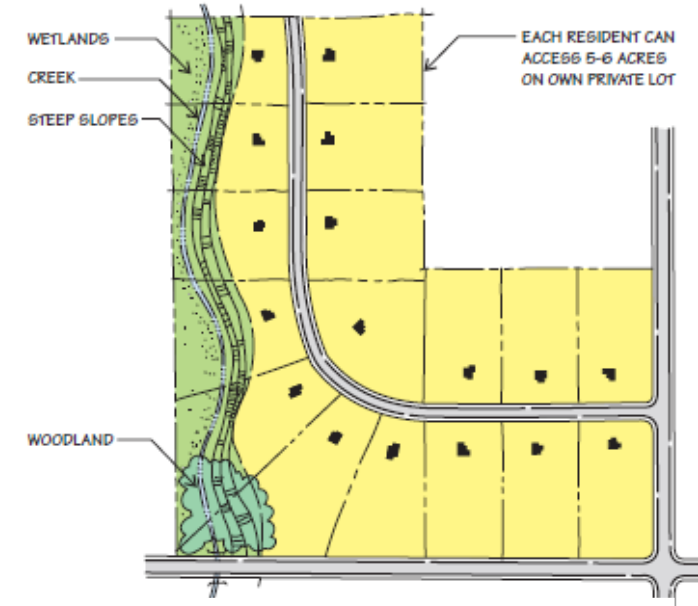 WETLANDS
CREEK
STEEP SLOPES
EACH RESIDENT CAN
ACCESS 5-6 ACRES
ON OWN PRIVATE LOT
WOODLAND